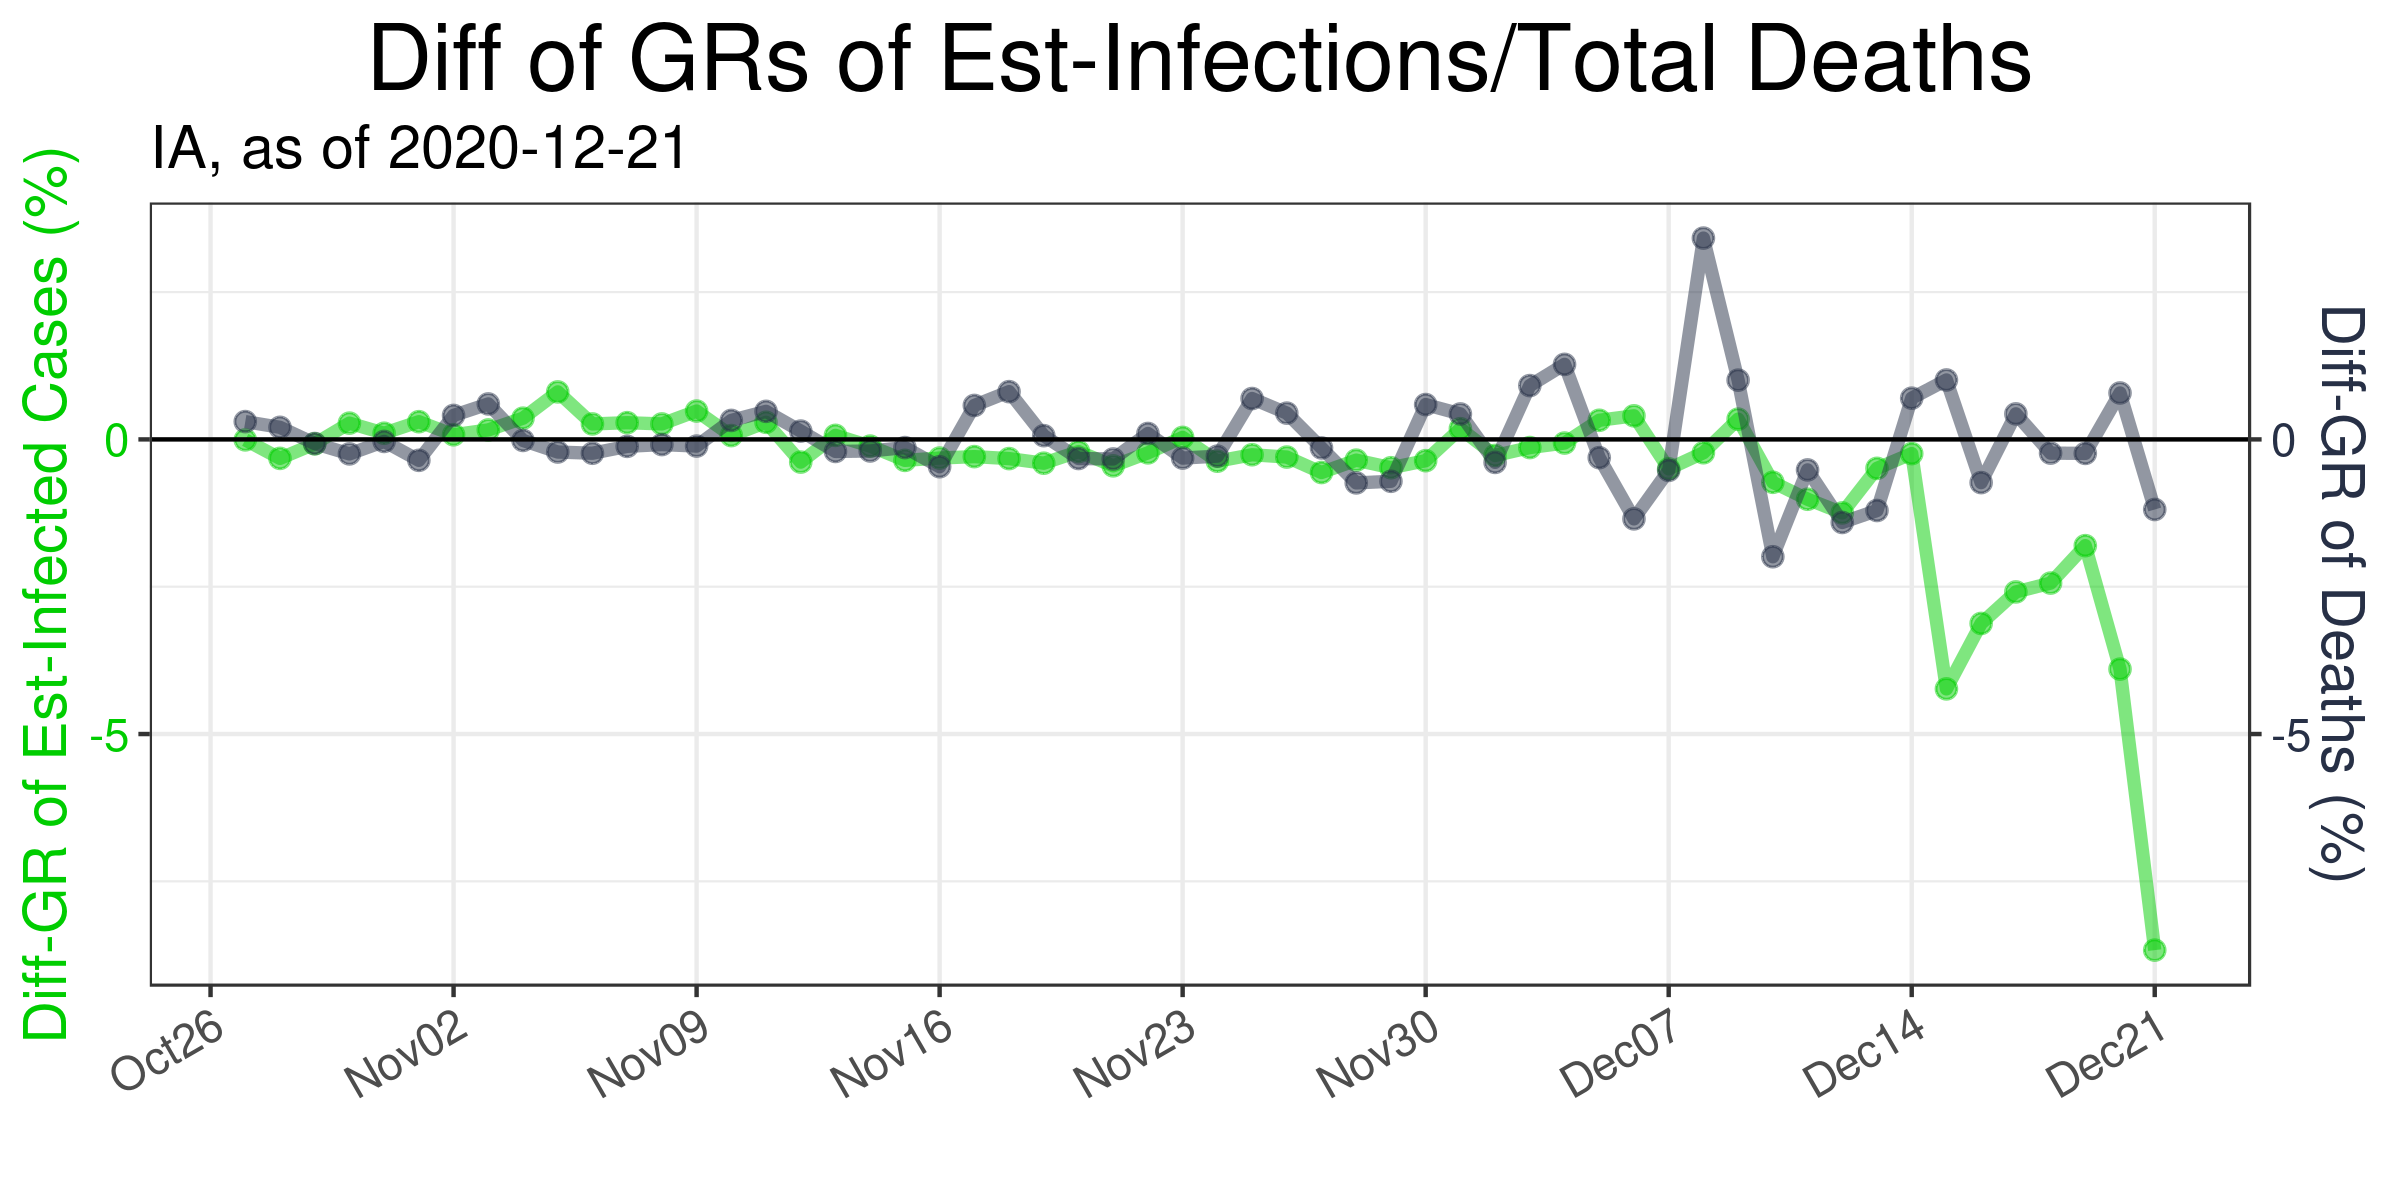 Diff of GRs of Est-Infections/Total Deaths
IA, as of 2020-12-21
Diff-GR of Est-Infected Cases (%)
0
-5
0
-5
Diff-GR of Deaths (%)
Oct26
Nov02
Nov09
Nov16
Nov23
Nov30
Dec07
Dec14
Dec21